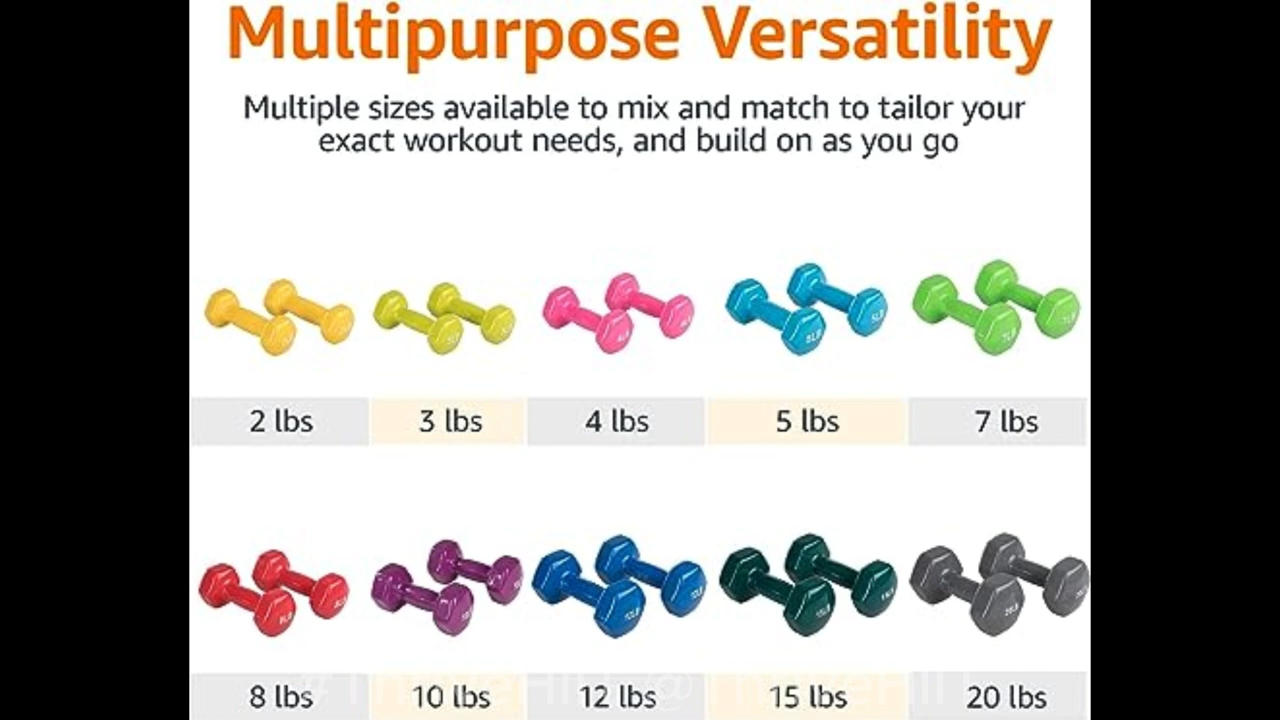 Multipurpose Versatility
Multiple sizes available to mix and match to tailor your
exact workout needs, and build on as you go
5LB
5LB
2 lbs
3 lbs
4 lbs
5 lbs
7 lbs
8 lbs
10 lbs
12 lbs
15 lbs
20 lbs